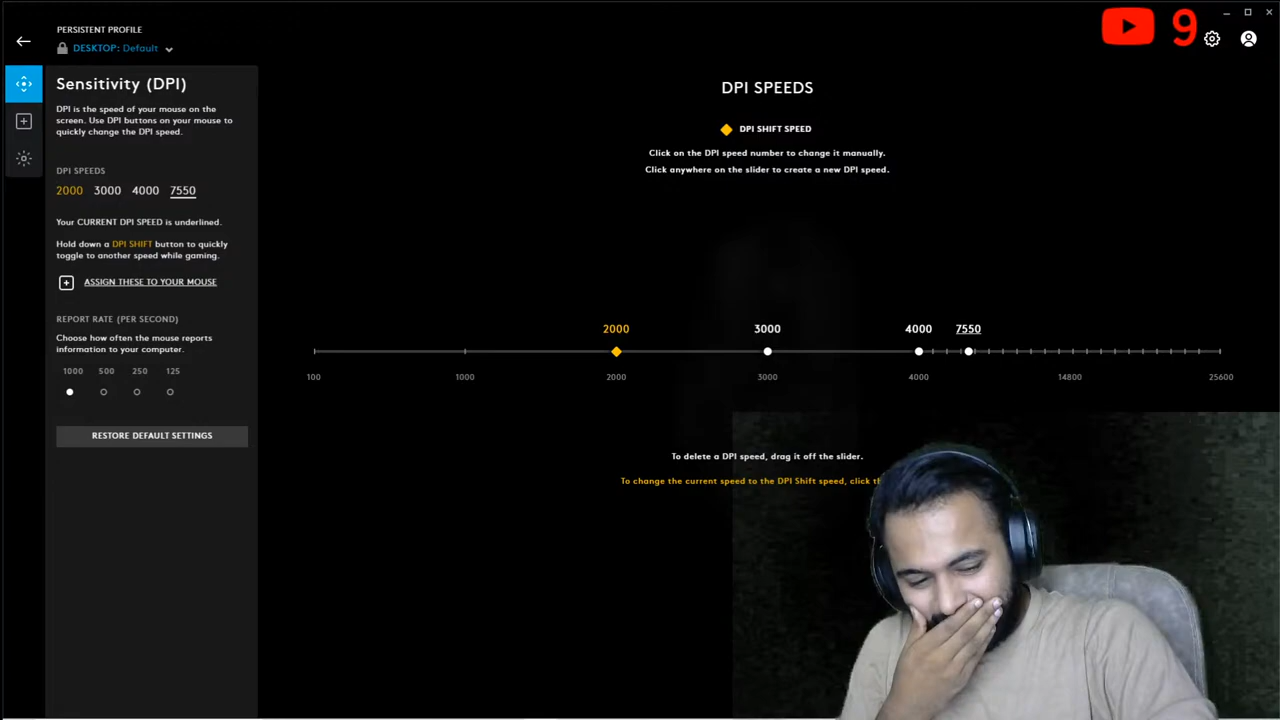 PERSISTENT PROFILE
DESKTOP: Default
9
Sensitivity (DPI)
DPI is the speed of your mouse on the
screen. Use DPI buttons on your mouse to
quickly change the DPI speed.
DPI SPEEDS
2000 3000 4000 7550
Your CURRENT DPI SPEED is underlined.
Hold down a DPI SHIFT button to quickly
toggle to another speed while gaming.
ASSIGN THESE TO YOUR MOUSE
REPORT RATE (PER SECOND)
Choose how often the mouse reports
information to your computer.
1000 500 250 125
RESTORE DEFAULT SETTINGS
DPI SPEEDS
DPI SHIFT SPEED
Click on the DPI speed number to change it manually.
Click anywhere on the slider to create a new DPI speed.
2000 3000 4000 7550
100 1000 2000 3000 4000 14800 25600
To delete a DPI speed, drag it off the slider.
To change the current speed to the DPI Shift speed, click